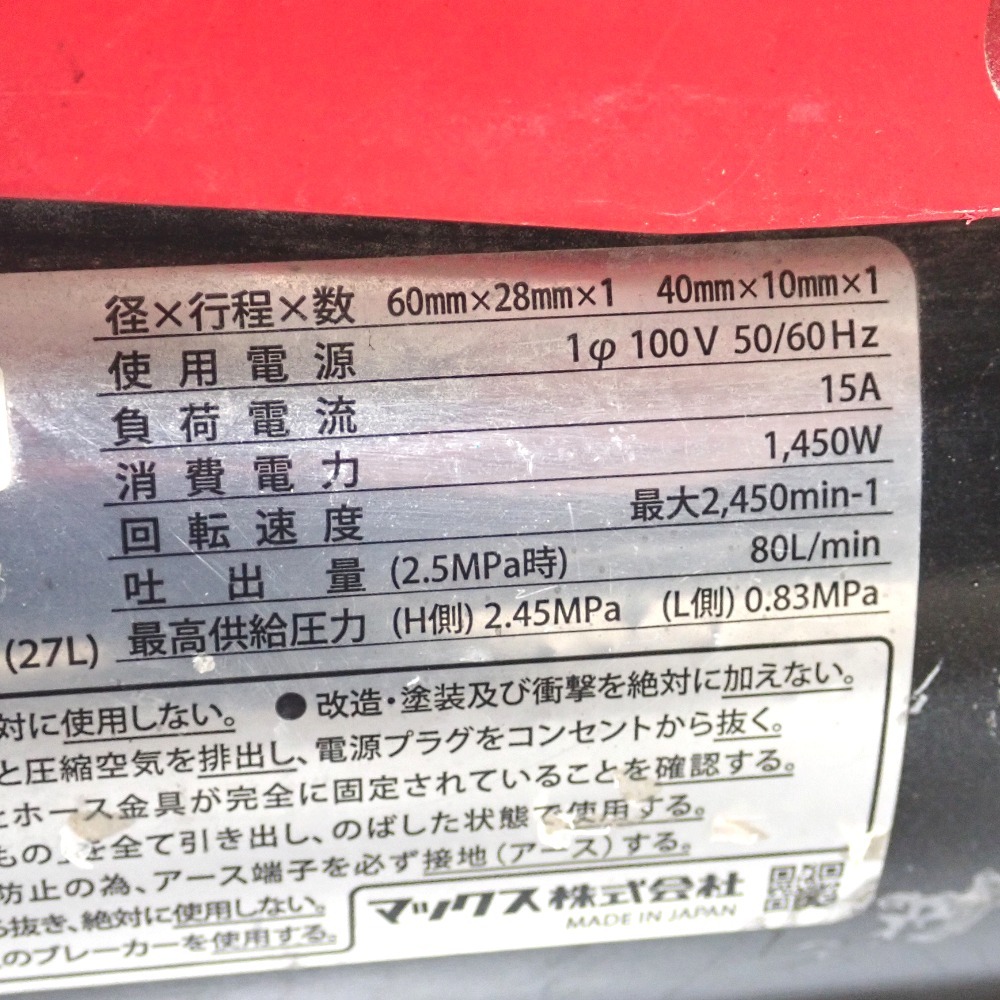 径×行程×数 60mm×28mm×1 40mm×10mm×1
使用電源 1φ 100V 50/60Hz
負荷電流 15A
消費電力 1,450W
回転速度 最大2,450min-1
吐出量 (2.5MPa時) 80L/min
(27L) 最高供給圧力 (H側) 2.45MPa (L側) 0.83MPa
対に使用しない。 ●改造・塗装及び衝撃を絶対に加えない。
と圧縮空気を排出し、電源プラグをコンセントから抜く。
とホース金具が完全に固定されていることを確認する。
もの を全て引き出し、のばした状態で使用する。
防止の為、アース端子を必ず接地(アース)する。
抜き、絶対に使用しない。
のブレーカーを使用する。
マックス株式会社
MADE IN JAPAN